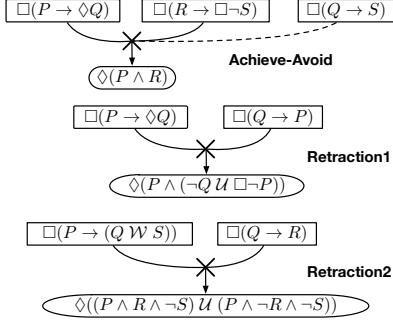 □(P → ◊Q) □(R → □¬S) □(Q → S)
Achieve-Avoid
◊(P ∧ R)
□(P → ◊Q) □(Q → P)
Retraction1
◊(P ∧ (¬Q 𝒰 □¬P))
□(P → (Q 𝒲 S)) □(Q → R)
Retraction2
◊((P ∧ R ∧ ¬S) 𝒰 (P ∧ ¬R ∧ ¬S))